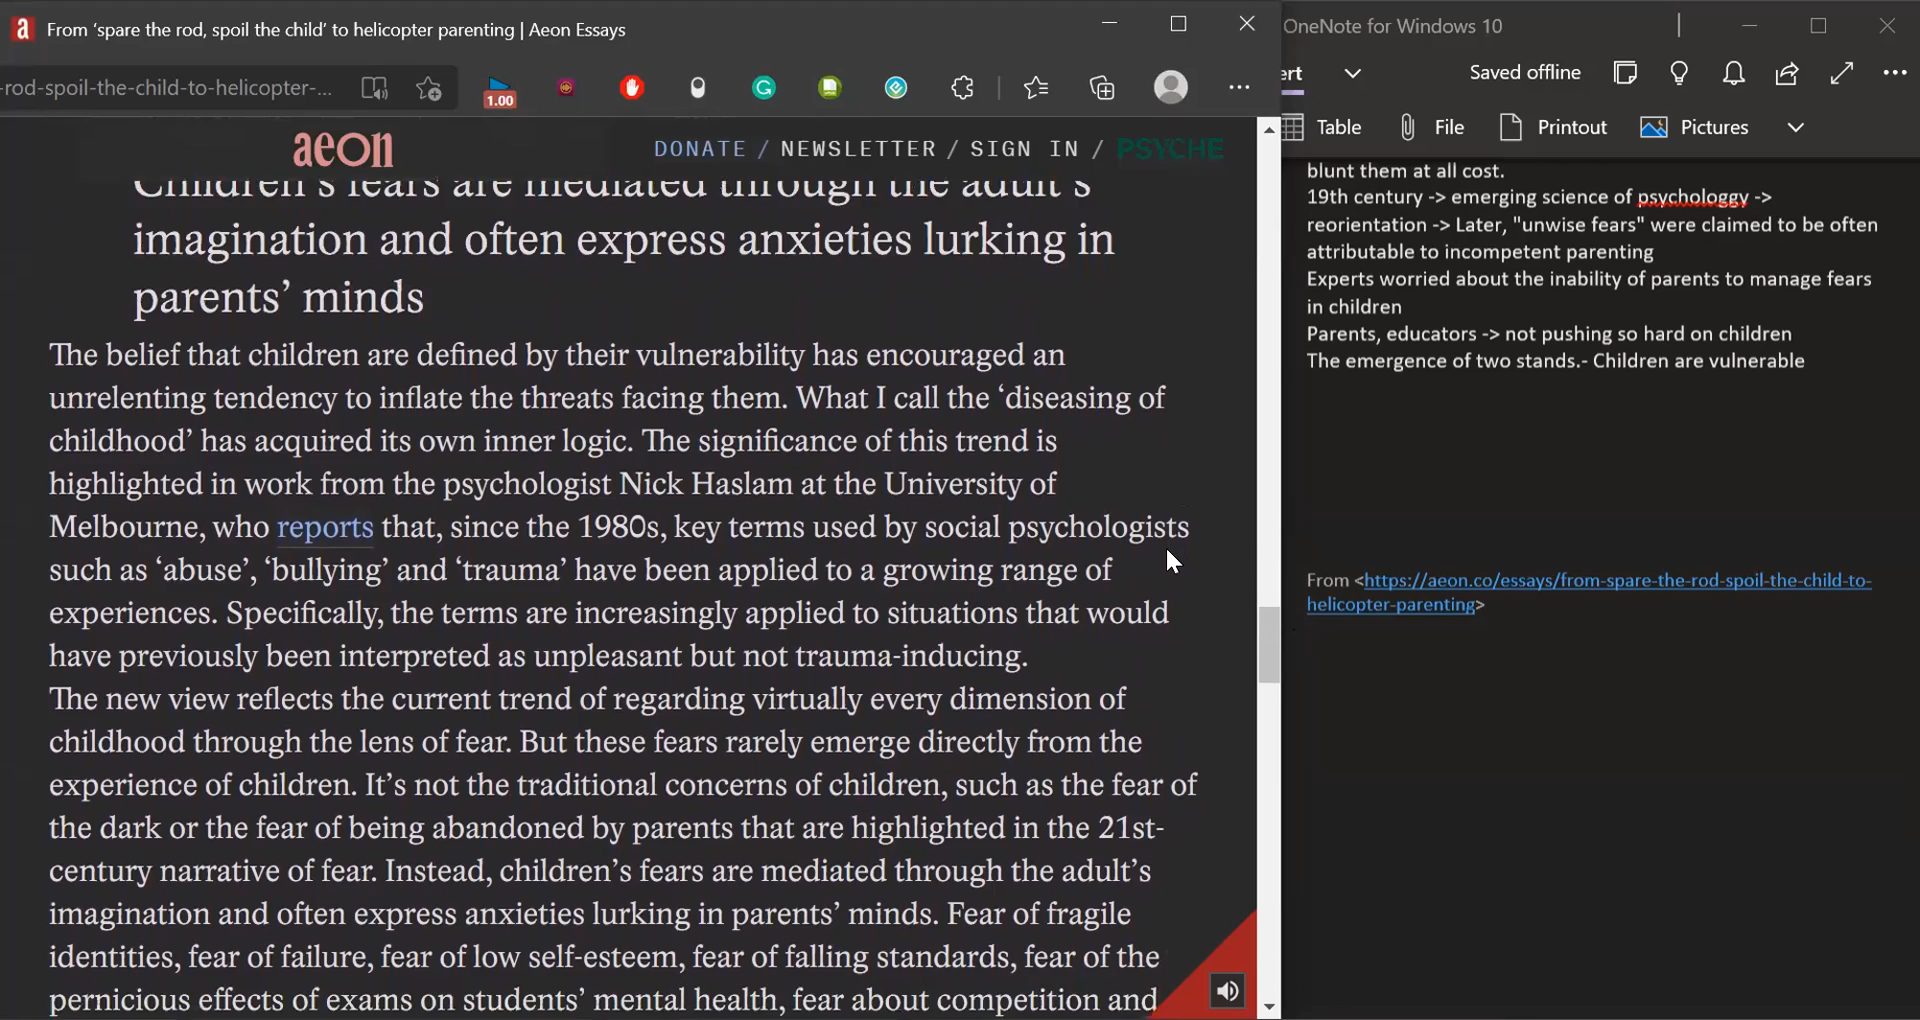 From ‘spare the rod, spoil the child’ to helicopter parenting | Aeon Essays
-rod-spoil-the-child-to-helicopter-...
1.00
aeon
DONATE / NEWSLETTER / SIGN IN / PSYCHE
Children’s fears are mediated through the adult’s
imagination and often express anxieties lurking in
parents’ minds
The belief that children are defined by their vulnerability has encouraged an
unrelenting tendency to inflate the threats facing them. What I call the ‘diseasing of
childhood’ has acquired its own inner logic. The significance of this trend is
highlighted in work from the psychologist Nick Haslam at the University of
Melbourne, who reports that, since the 1980s, key terms used by social psychologists
such as ‘abuse’, ‘bullying’ and ‘trauma’ have been applied to a growing range of
experiences. Specifically, the terms are increasingly applied to situations that would
have previously been interpreted as unpleasant but not trauma-inducing.
The new view reflects the current trend of regarding virtually every dimension of
childhood through the lens of fear. But these fears rarely emerge directly from the
experience of children. It’s not the traditional concerns of children, such as the fear of
the dark or the fear of being abandoned by parents that are highlighted in the 21st-
century narrative of fear. Instead, children’s fears are mediated through the adult’s
imagination and often express anxieties lurking in parents’ minds. Fear of fragile
identities, fear of failure, fear of low self-esteem, fear of falling standards, fear of the
pernicious effects of exams on students’ mental health, fear about competition and
OneNote for Windows 10
ert
Saved offline
Table
File
Printout
Pictures
blunt them at all cost.
19th century -> emerging science of psychologgy ->
reorientation -> Later, "unwise fears" were claimed to be often
attributable to incompetent parenting
Experts worried about the inability of parents to manage fears
in children
Parents, educators -> not pushing so hard on children
The emergence of two stands.- Children are vulnerable
From <https://aeon.co/essays/from-spare-the-rod-spoil-the-child-to-
helicopter-parenting>